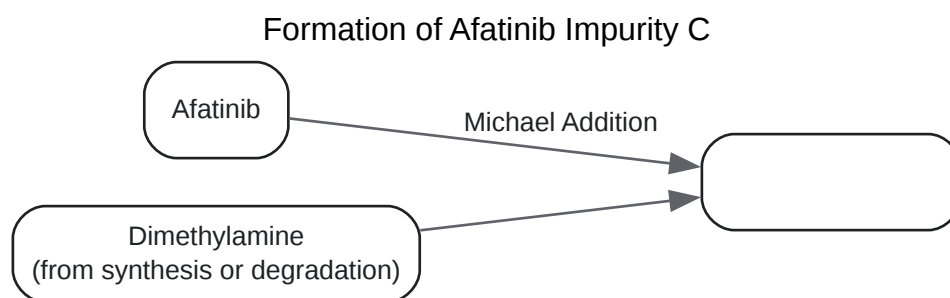 Formation of Afatinib Impurity C
Afatinib
Michael Addition
Dimethylamine
(from synthesis or degradation)